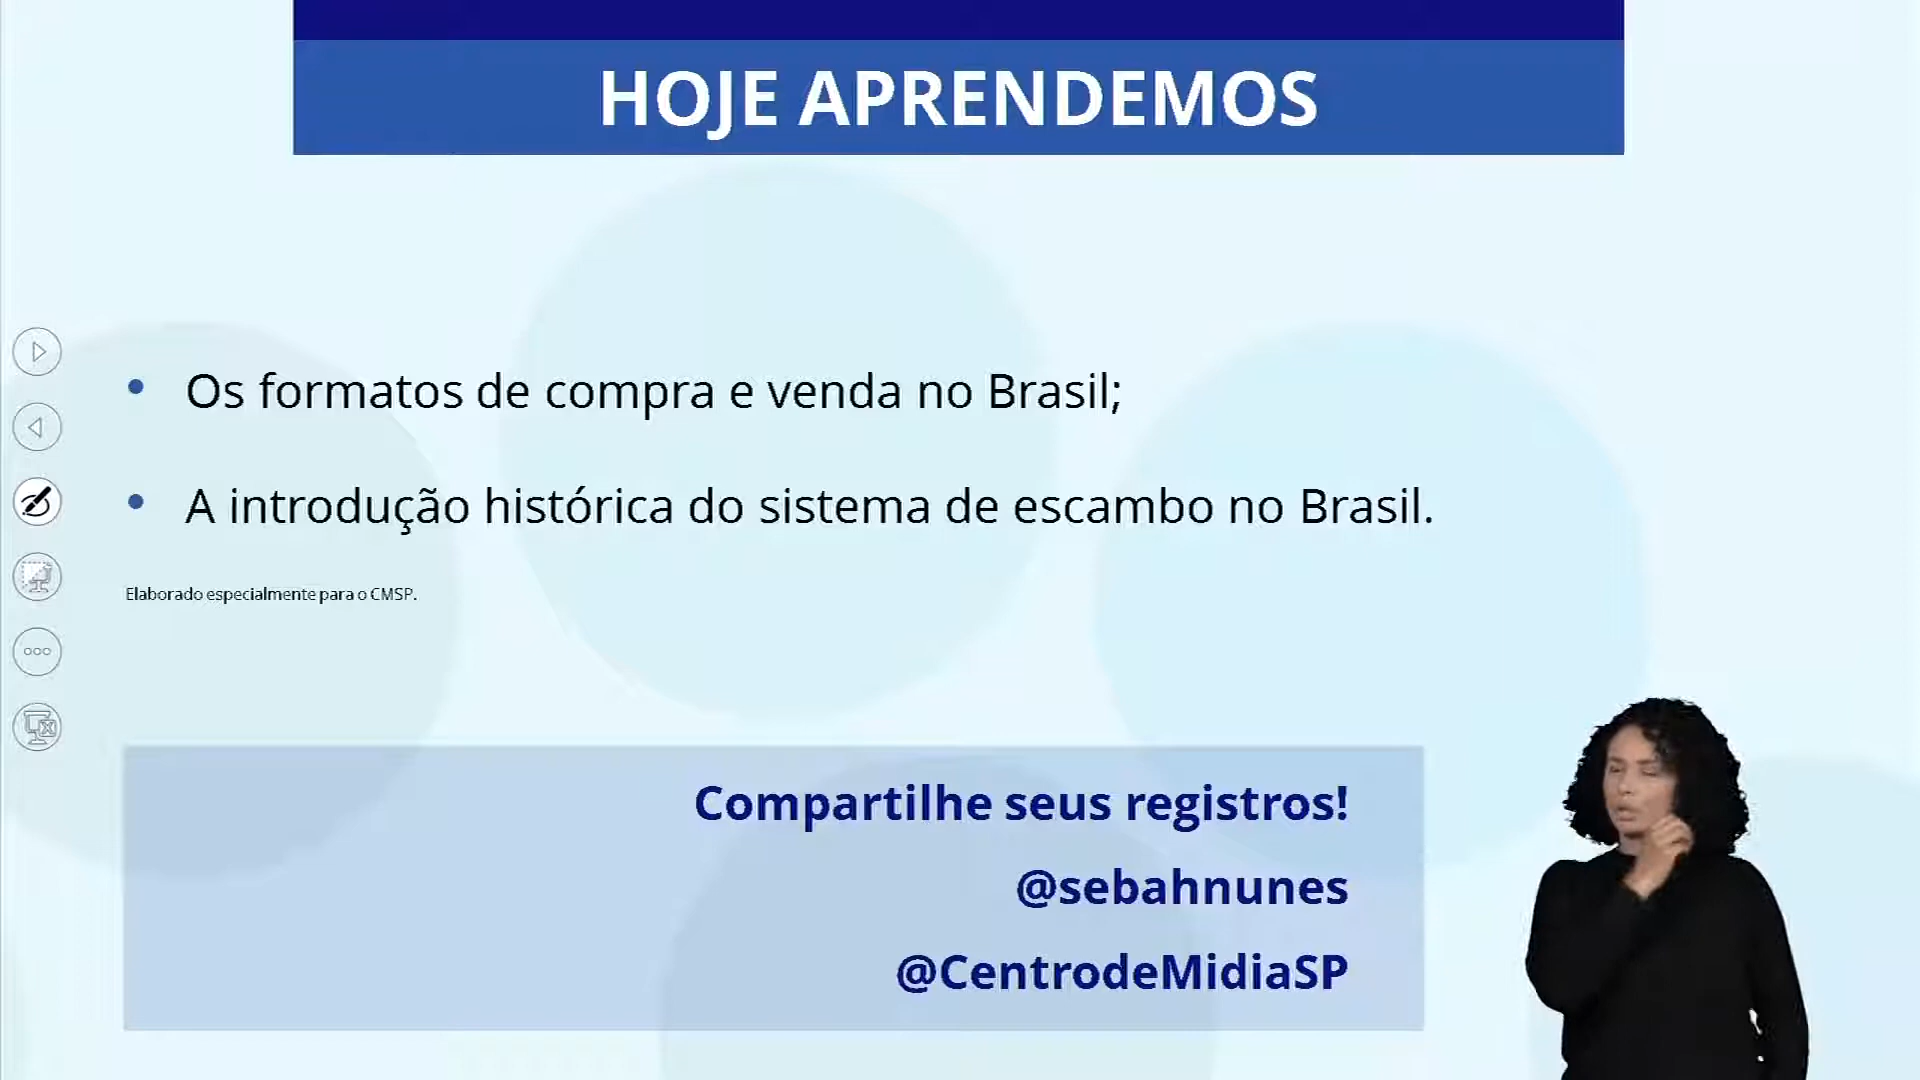 HOJE APRENDEMOS
• Os formatos de compra e venda no Brasil;
• A introdução histórica do sistema de escambo no Brasil.
Elaborado especialmente para o CMSP.
Compartilhe seus registros!
@sebahnunes
@CentrodeMidiaSP